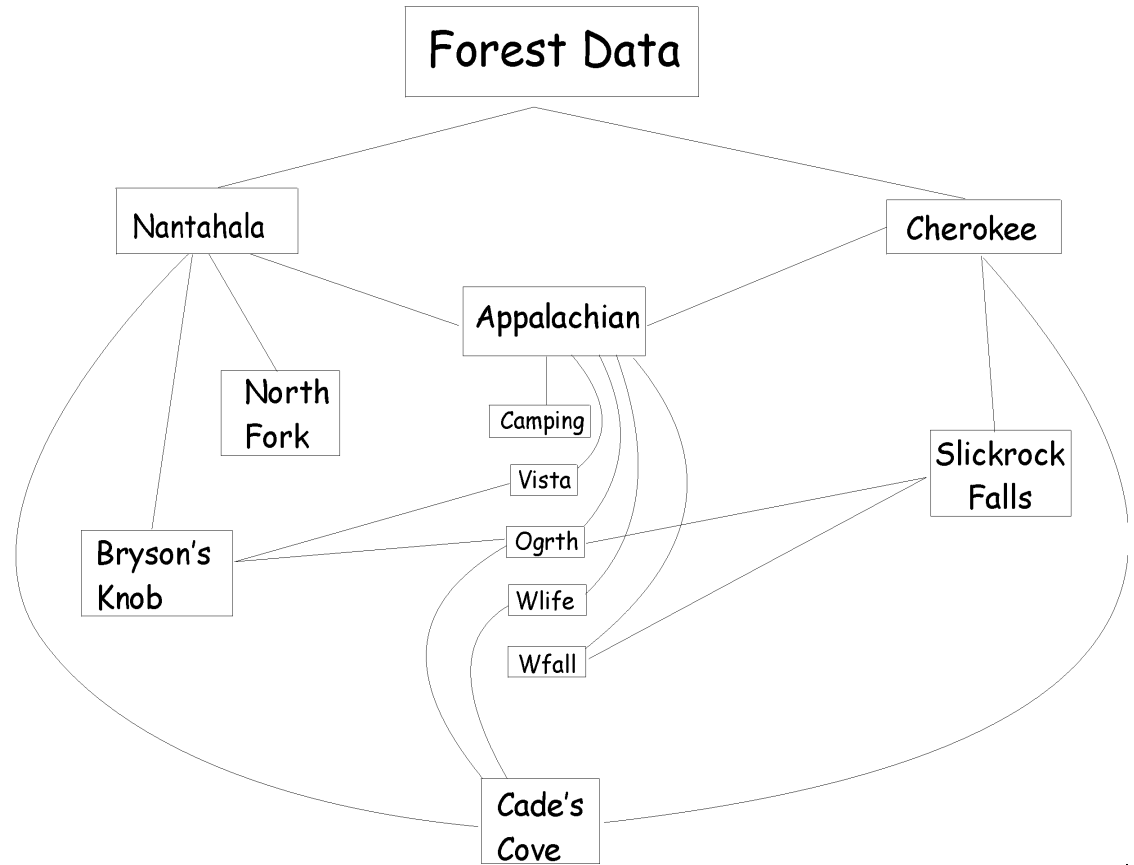 Forest Data
Nantahala
Cherokee
Appalachian
North
Fork
Camping
Vista
Slickrock
Falls
Ogrth
Bryson's
Knob
Wlife
Wfall
Cade's
Cove